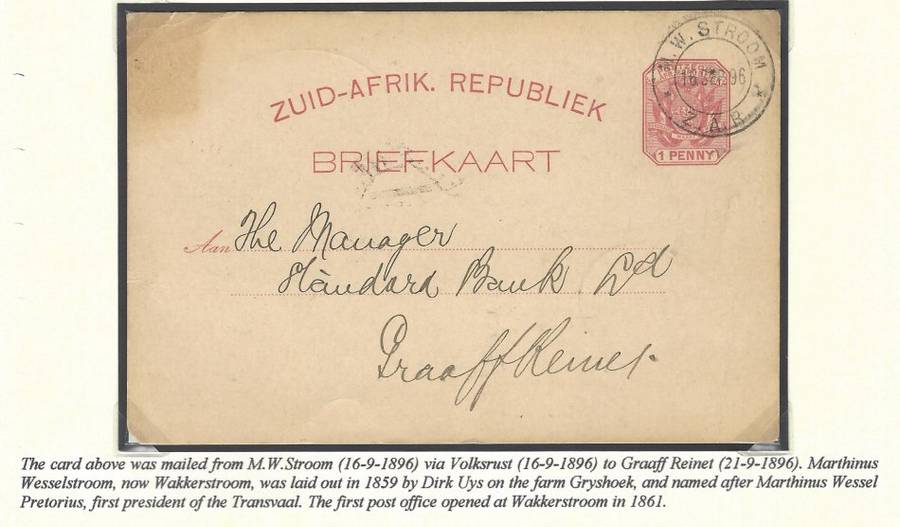 M.W. STROOM
16 SEP 96
Z.A.R.
ZUID-AFRIK. REPUBLIEK
1 PENNY
BRIEFKAART
Aan The Manager
Standard Bank Ld
Graaff Reinet.
The card above was mailed from M.W.Stroom (16-9-1896) via Volksrust (16-9-1896) to Graaff Reinet (21-9-1896). Marthinus
Wesselstroom, now Wakkerstroom, was laid out in 1859 by Dirk Uys on the farm Gryshoek, and named after Marthinus Wessel
Pretorius, first president of the Transvaal. The first post office opened at Wakkerstroom in 1861.